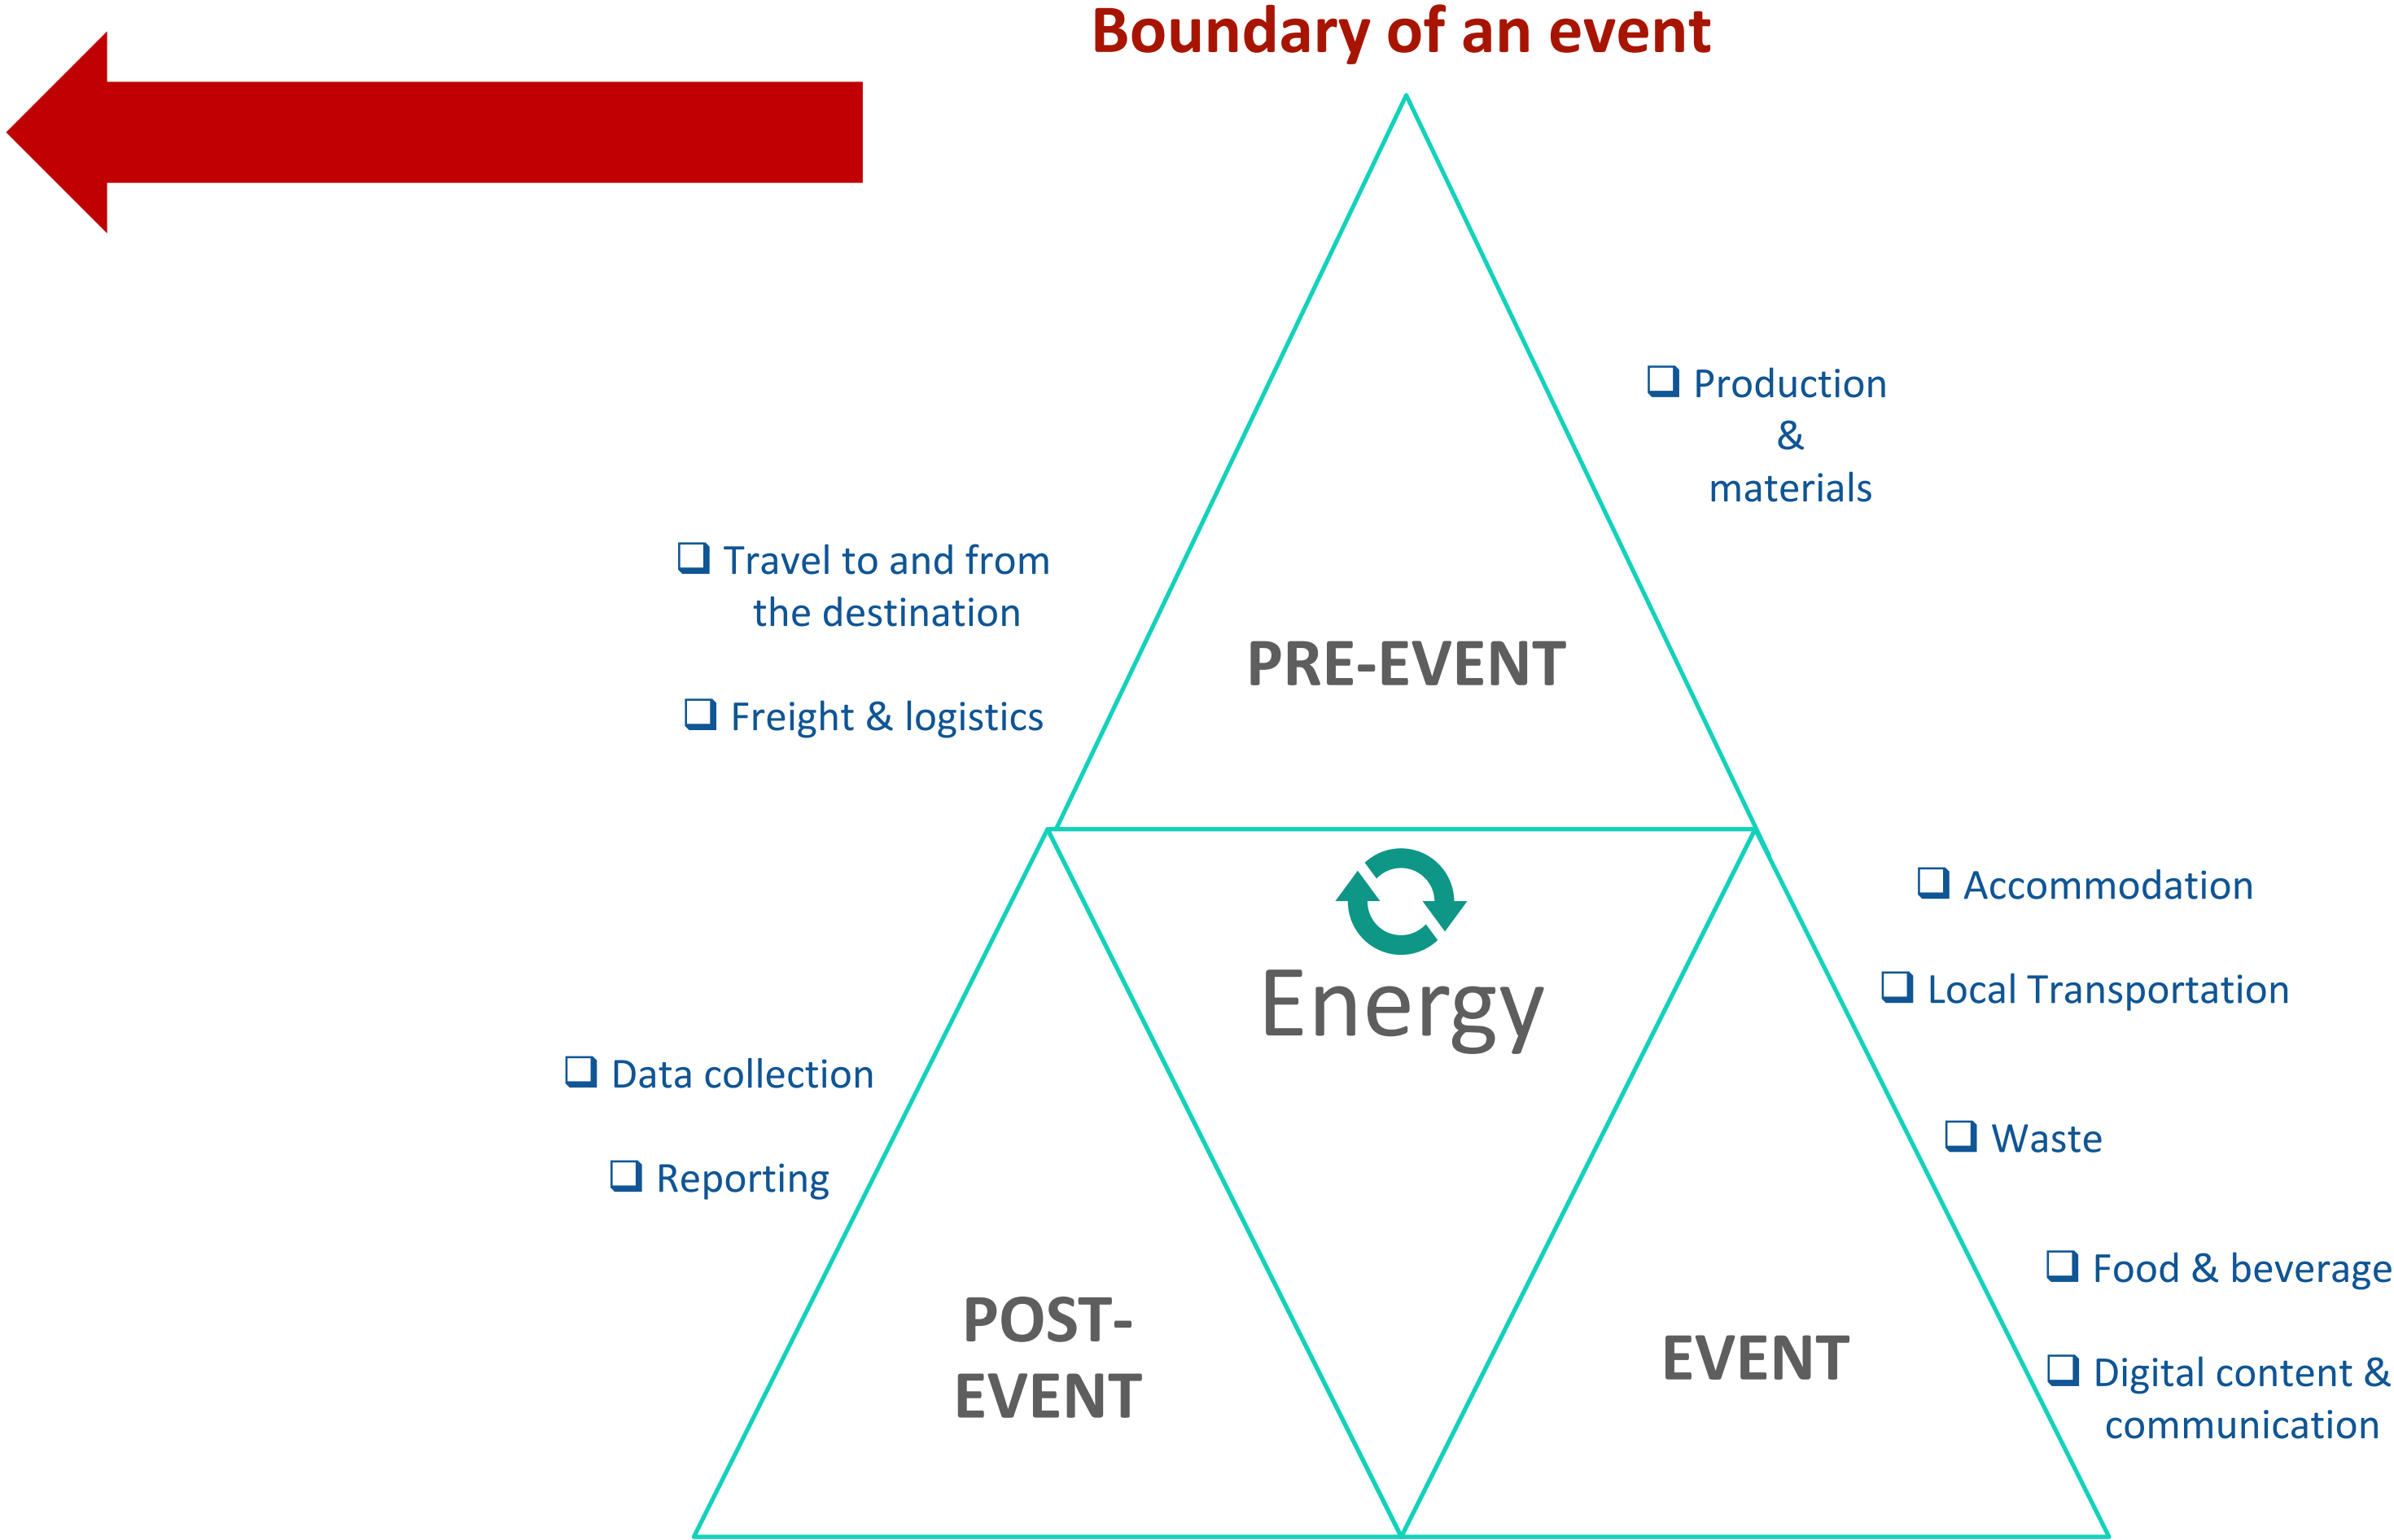 Boundary of an event
❑ Production
&
materials
❑ Travel to and from
the destination
❑ Freight & logistics
PRE-EVENT
❑ Accommodation
❑ Local Transportation
❑ Waste
❑ Food & beverage
❑ Digital content &
communication
Energy
❑ Data collection
❑ Reporting
POST-
EVENT
EVENT